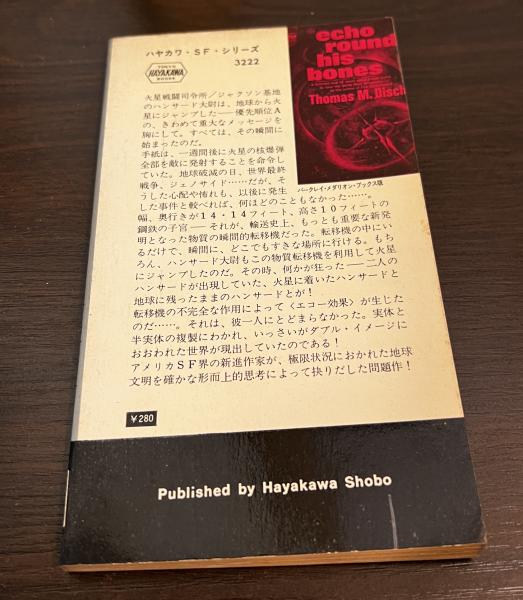 ハヤカワ・SF・シリーズ
3222
TOKYO
HAYAKAWA
BOOKS
echo
round
his
bones
Thomas M. Disch
バークレイ・メダリオン・ブックス版
火星戦闘司令所/ジャクソン基地
のハンサード大尉は、地球から火
星にジャンプした――優先順位A
の、きわめて重大なメッセージを
胸にして。すべては、その瞬間に
始まったのだ。
手紙は、一週間後に火星の核爆弾
全部を敵に発射することを命令し
ていた。地球破滅の日、世界最終
戦争、ジェノサイド……だが、そ
うした心配や怖れも、以後に発生
した事件と較べれば、何ほどのこともなかった……。
幅、奥行きが14・14フィート、高さ10フィートの
鋼鉄の子宮――それが、輸送史上、もっとも重要な新発
明となった物質の瞬間的転移機だった。転移機の中にい
るだけで、瞬間に、どこでもすきな場所に行ける。もち
ろん、ハンサード大尉もこの物質転移機を利用して火星
にジャンプしたのだ。その時、何かが狂った――二人の
ハンサードが出現していた、火星に着いたハンサードと
地球に残ったままのハンサードとが!
転移機の不完全な作用によって〈エコー効果〉が生じた
のだ……。それは、彼一人にとどまらなかった。実体と
半実体の複製にわかれ、いっさいがダブル・イメージに
おおわれた世界が現出していたのである!
アメリカSF界の新進作家が、極限状況におかれた地球
文明を確かな形而上的思考によって抉りだした問題作!
¥280
Published by Hayakawa Shobo